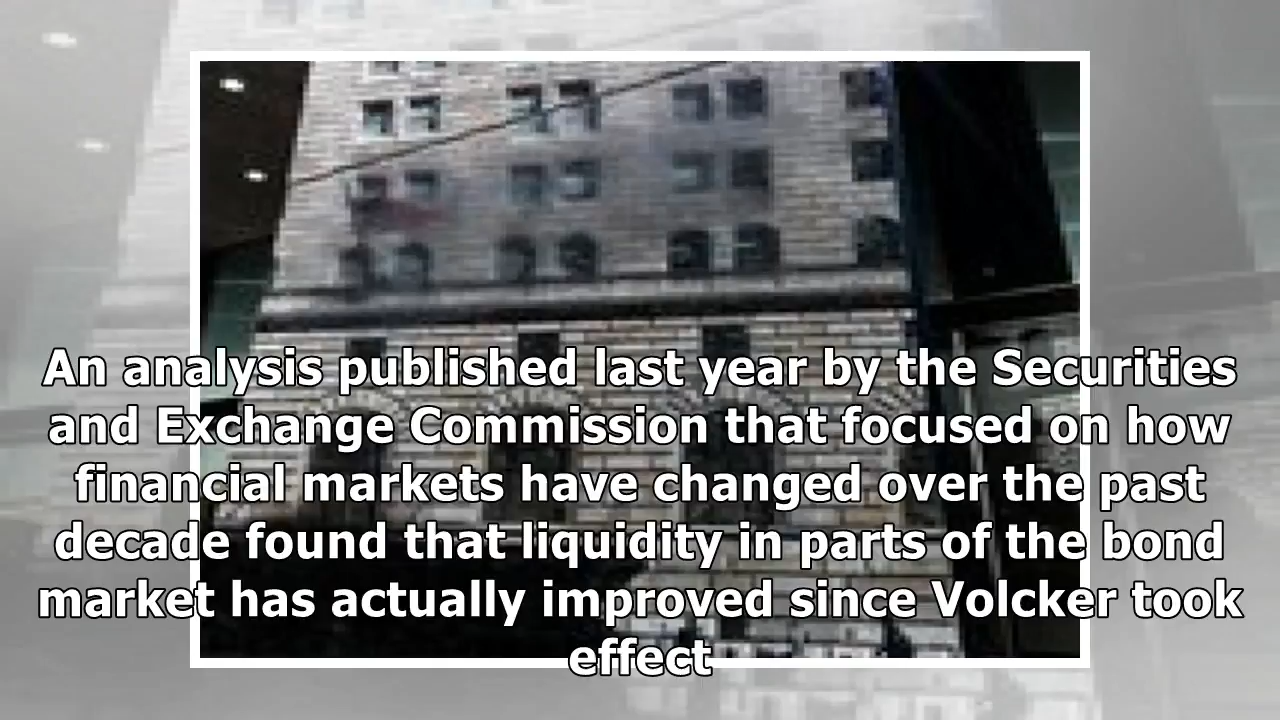 An analysis published last year by the Securities
and Exchange Commission that focused on how
financial markets have changed over the past
decade found that liquidity in parts of the bond
market has actually improved since Volcker took
effect